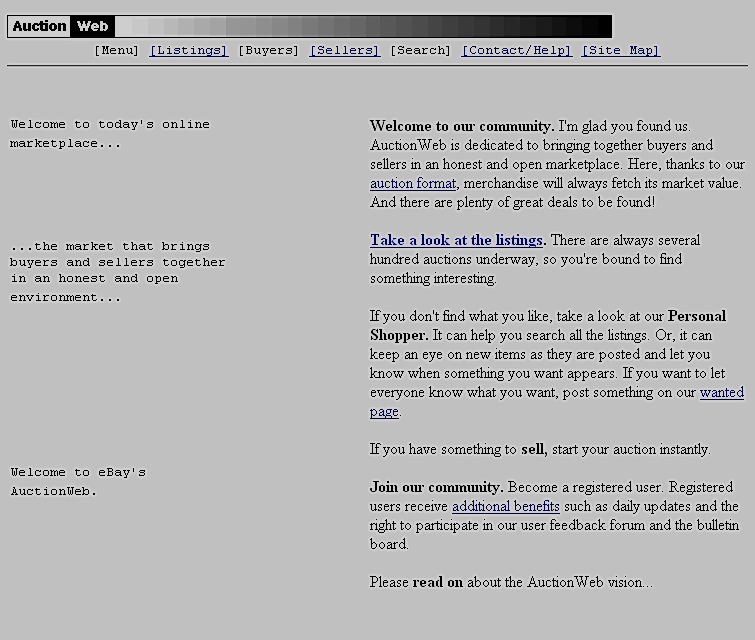 Auction Web
[Menu] [Listings] [Buyers] [Sellers] [Search] [Contact/Help] [Site Map]
Welcome to today's online
marketplace...
...the market that brings
buyers and sellers together
in an honest and open
environment...
Welcome to eBay's
AuctionWeb.
Welcome to our community. I'm glad you found us.
AuctionWeb is dedicated to bringing together buyers and
sellers in an honest and open marketplace. Here, thanks to our
auction format, merchandise will always fetch its market value.
And there are plenty of great deals to be found!
Take a look at the listings. There are always several
hundred auctions underway, so you're bound to find
something interesting.
If you don't find what you like, take a look at our Personal
Shopper. It can help you search all the listings. Or, it can
keep an eye on new items as they are posted and let you
know when something you want appears. If you want to let
everyone know what you want, post something on our wanted
page.
If you have something to sell, start your auction instantly.
Join our community. Become a registered user. Registered
users receive additional benefits such as daily updates and the
right to participate in our user feedback forum and the bulletin
board.
Please read on about the AuctionWeb vision...